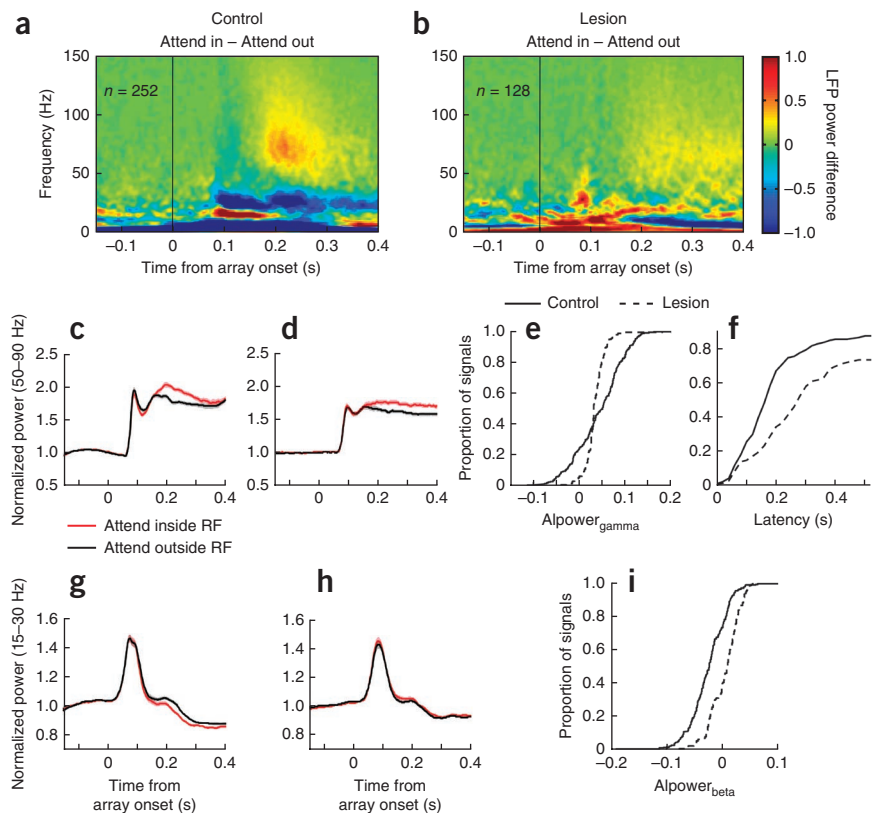 a
Control
Attend in – Attend out
b
Lesion
Attend in – Attend out
Frequency (Hz)
150
100
50
0
n = 252
−0.1
0
0.1
0.2
0.3
0.4
Time from array onset (s)
150
100
50
0
n = 128
−0.1
0
0.1
0.2
0.3
0.4
Time from array onset (s)
1.0
0.5
0
−0.5
−1.0
LFP power difference
Control
Lesion
c
Normalized power (50–90 Hz)
2.5
2.0
1.5
1.0
0.5
0
0.2
0.4
d
2.5
2.0
1.5
1.0
0.5
0
0.2
0.4
Attend inside RF
Attend outside RF
e
Proportion of signals
1.0
0.8
0.6
0.4
0.2
0
−0.1
0
0.1
0.2
AIpowergamma
f
0.8
0.6
0.4
0.2
0
0
0.2
0.4
Latency (s)
g
Normalized power (15–30 Hz)
1.6
1.4
1.2
1.0
0.8
0
0.2
0.4
Time from
array onset (s)
h
1.6
1.4
1.2
1.0
0.8
0
0.2
0.4
Time from
array onset (s)
i
Proportion of signals
1.0
0.8
0.6
0.4
0.2
0
−0.2
−0.1
0
0.1
AIpowerbeta